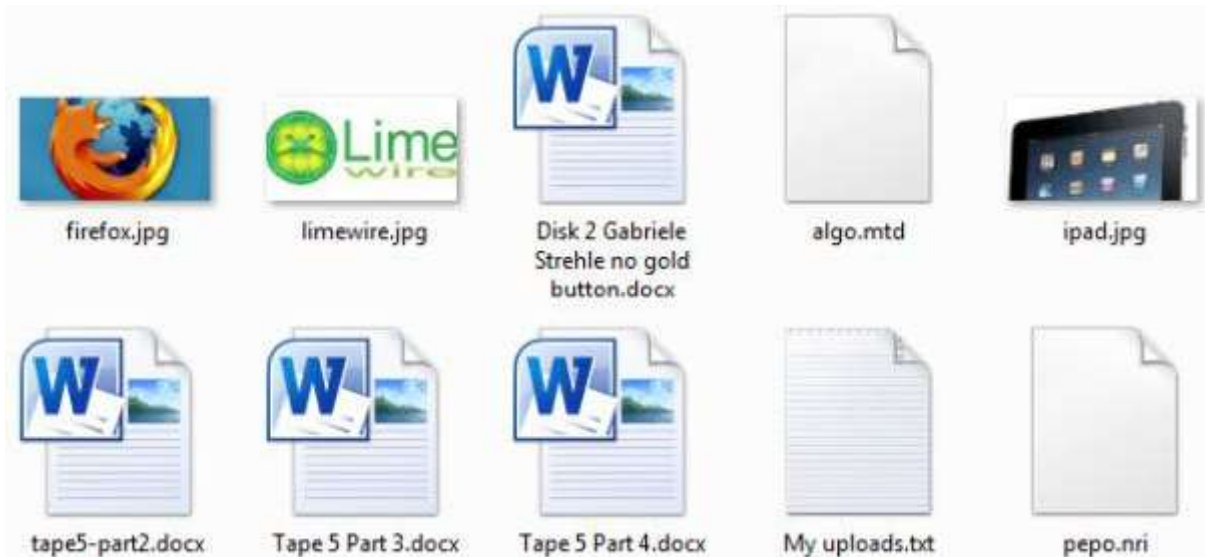 Lime
wire
firefox.jpg
limewire.jpg
Disk 2 Gabriele
Strehle no gold
button.docx
algo.mtd
ipad.jpg
W
W
W
W
tape5-part2.docx
Tape 5 Part 3.docx
Tape 5 Part 4.docx
My uploads.txt
pepo.nri